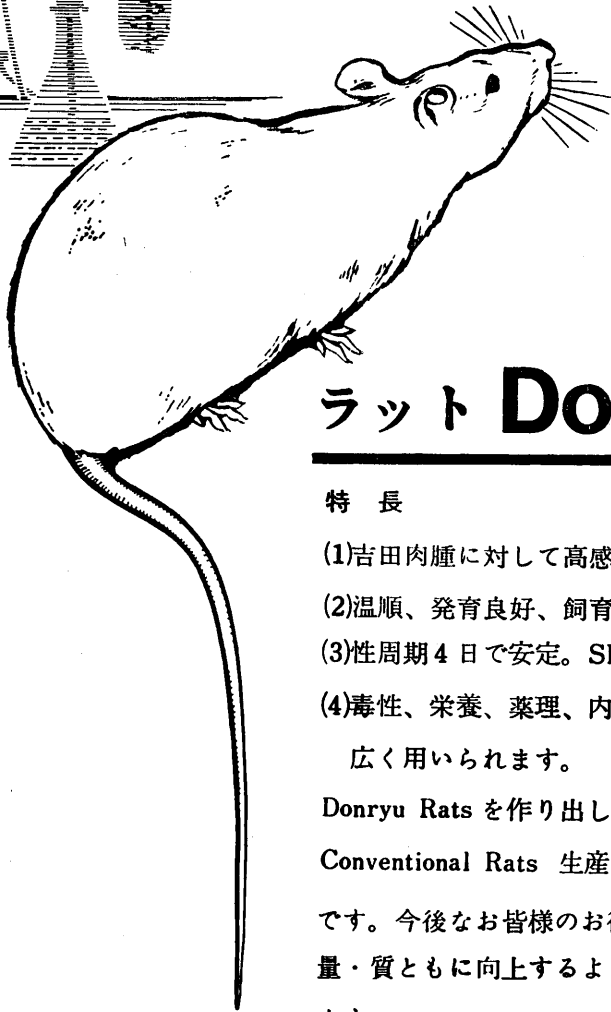 ラット Do
特 長
(1)吉田肉腫に対して高感
(2)温順、発育良好、飼育
(3)性周期4日で安定。S
(4)毒性、栄養、薬理、内
広く用いられます。
Donryu Rats を作り出し
Conventional Rats 生産
です。今後なお皆様のお
量・質ともに向上するよ